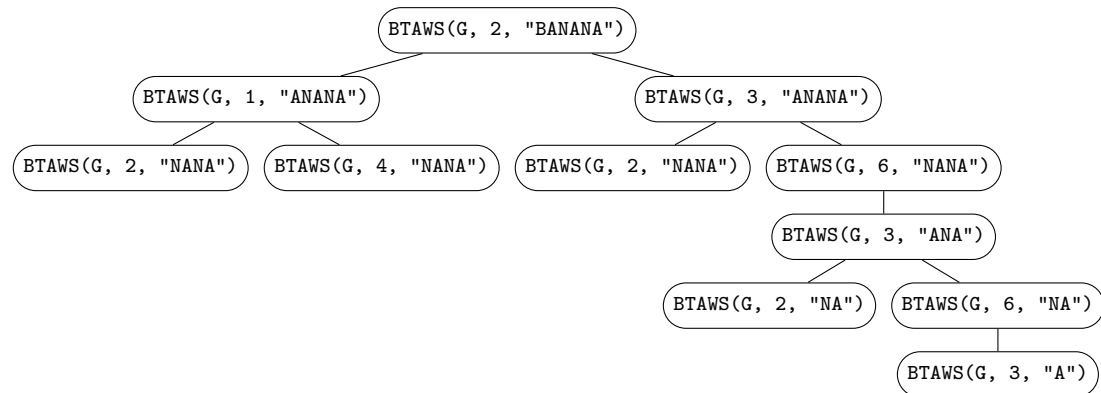 BTAWS(G, 2, "BANANA")
BTAWS(G, 1, "ANANA") BTAWS(G, 3, "ANANA")
BTAWS(G, 2, "NANA") BTAWS(G, 4, "NANA") BTAWS(G, 2, "NANA") BTAWS(G, 6, "NANA")
BTAWS(G, 3, "ANA")
BTAWS(G, 2, "NA") BTAWS(G, 6, "NA")
BTAWS(G, 3, "A")